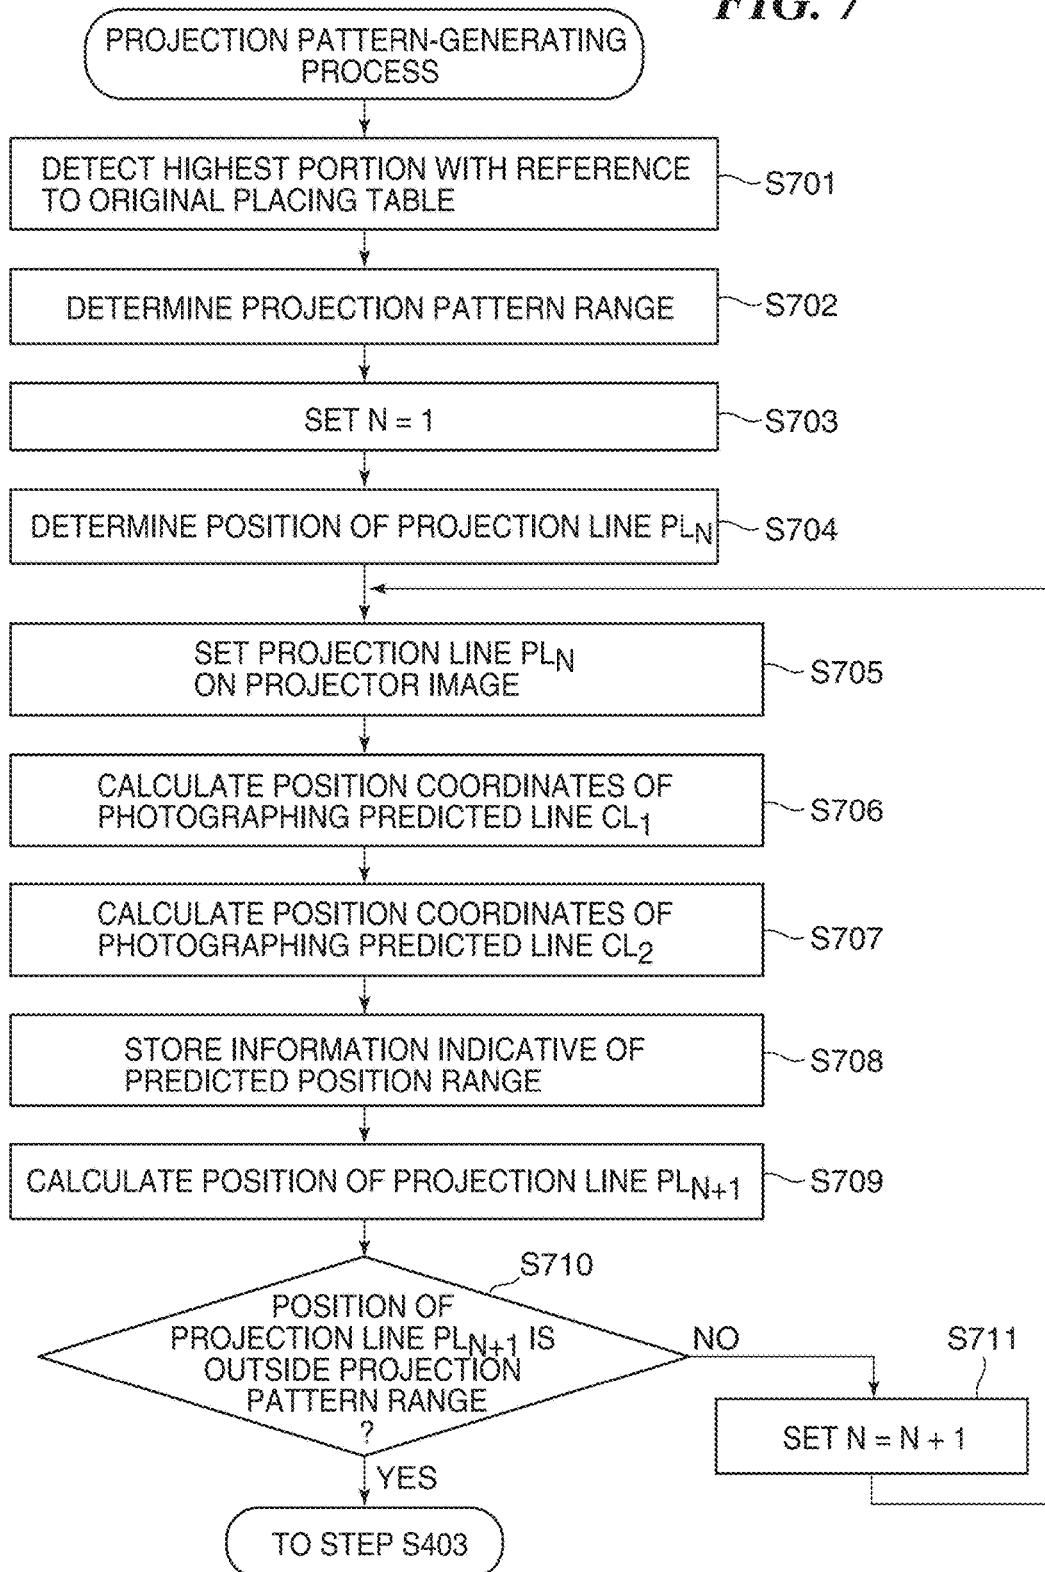 FIG. 7
PROJECTION PATTERN-GENERATING
PROCESS
DETECT HIGHEST PORTION WITH REFERENCE
TO ORIGINAL PLACING TABLE
S701
DETERMINE PROJECTION PATTERN RANGE
S702
SET N = 1
S703
DETERMINE POSITION OF PROJECTION LINE PLN
S704
SET PROJECTION LINE PLN
ON PROJECTOR IMAGE
S705
CALCULATE POSITION COORDINATES OF
PHOTOGRAPHING PREDICTED LINE CL1
S706
CALCULATE POSITION COORDINATES OF
PHOTOGRAPHING PREDICTED LINE CL2
S707
STORE INFORMATION INDICATIVE OF
PREDICTED POSITION RANGE
S708
CALCULATE POSITION OF PROJECTION LINE PLN+1
S709
S710
POSITION OF
PROJECTION LINE PLN+1 IS
OUTSIDE PROJECTION
PATTERN RANGE
?
NO
S711
SET N = N + 1
YES
TO STEP S403